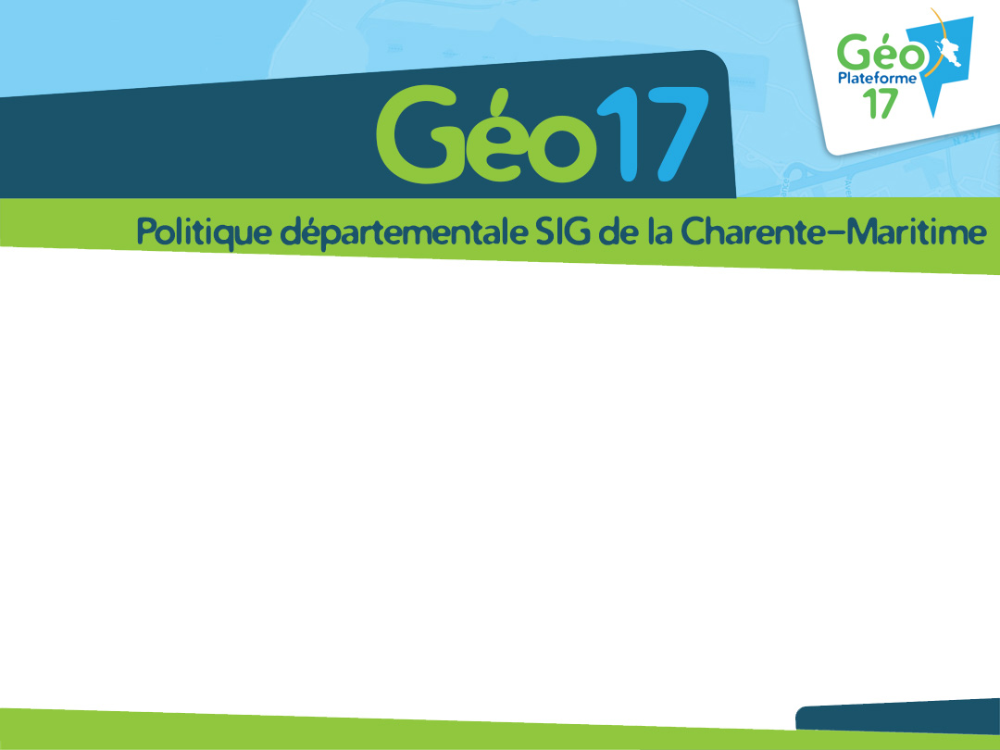 Géo
Plateforme
17
Géo17
Politique départementale SIG de la Charente-Maritime